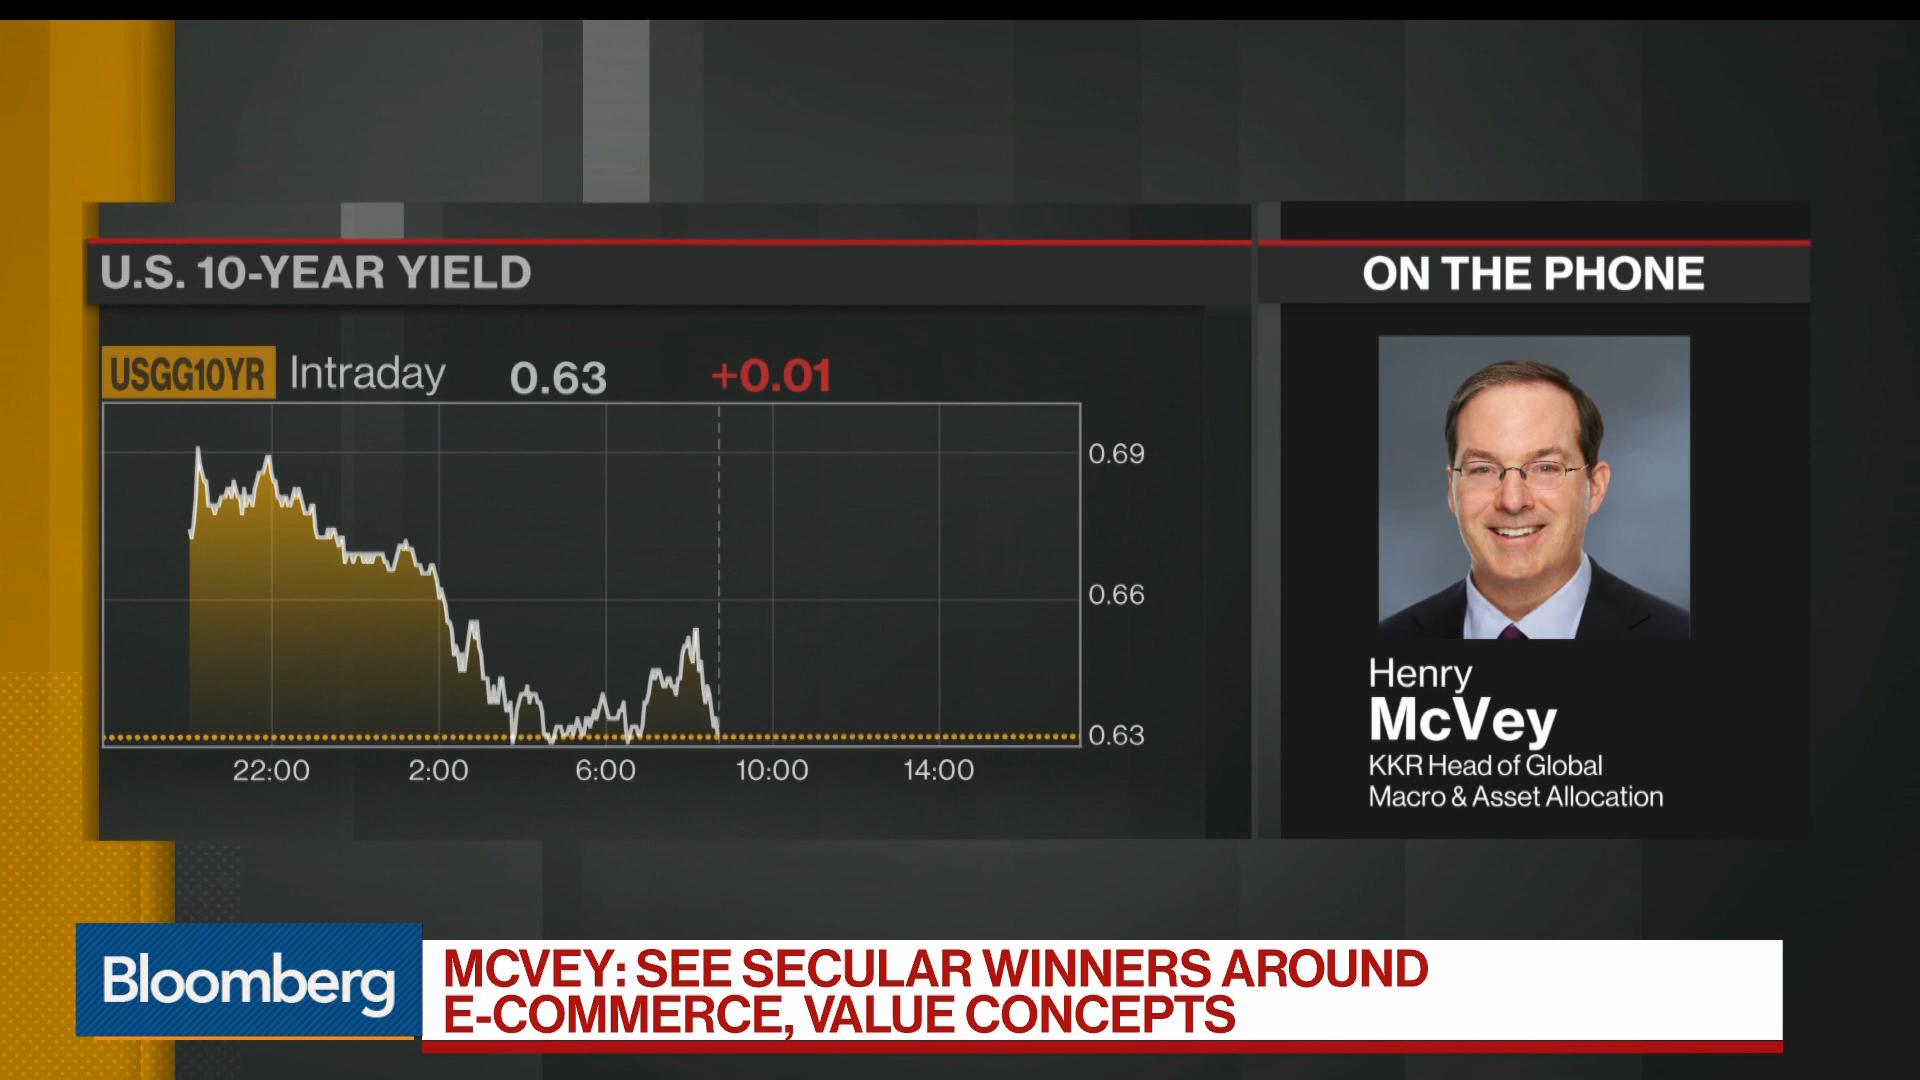 U.S. 10-YEAR YIELD
USGG10YR Intraday 0.63 +0.01
0.69
0.66
0.63
22:00 2:00 6:00 10:00 14:00
ON THE PHONE
Henry
McVey
KKR Head of Global
Macro & Asset Allocation
Bloomberg
MCVEY: SEE SECULAR WINNERS AROUND
E-COMMERCE, VALUE CONCEPTS